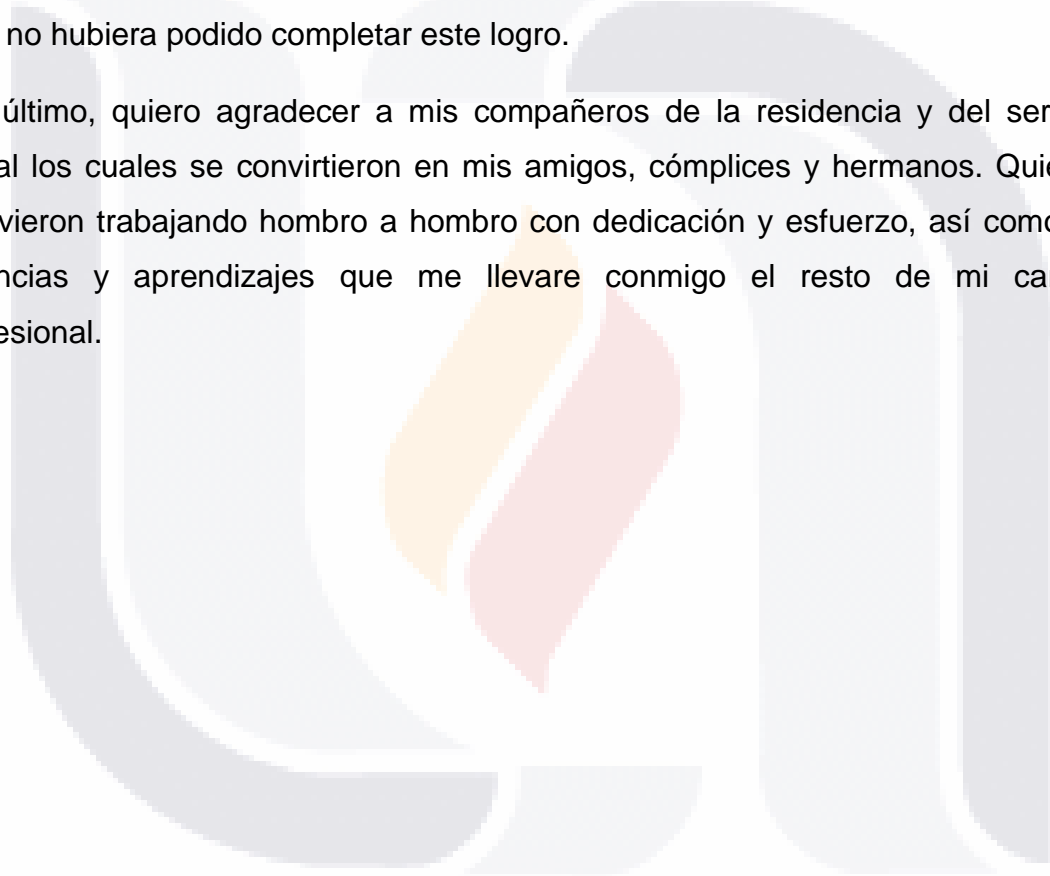 no hubiera podido completar este logro.
último, quiero agradecer a mis compañeros de la residencia y del ser
al los cuales se convirtieron en mis amigos, cómplices y hermanos. Quie
vieron trabajando hombro a hombro con dedicación y esfuerzo, así como
ncias y aprendizajes que me llevare conmigo el resto de mi ca
esional.